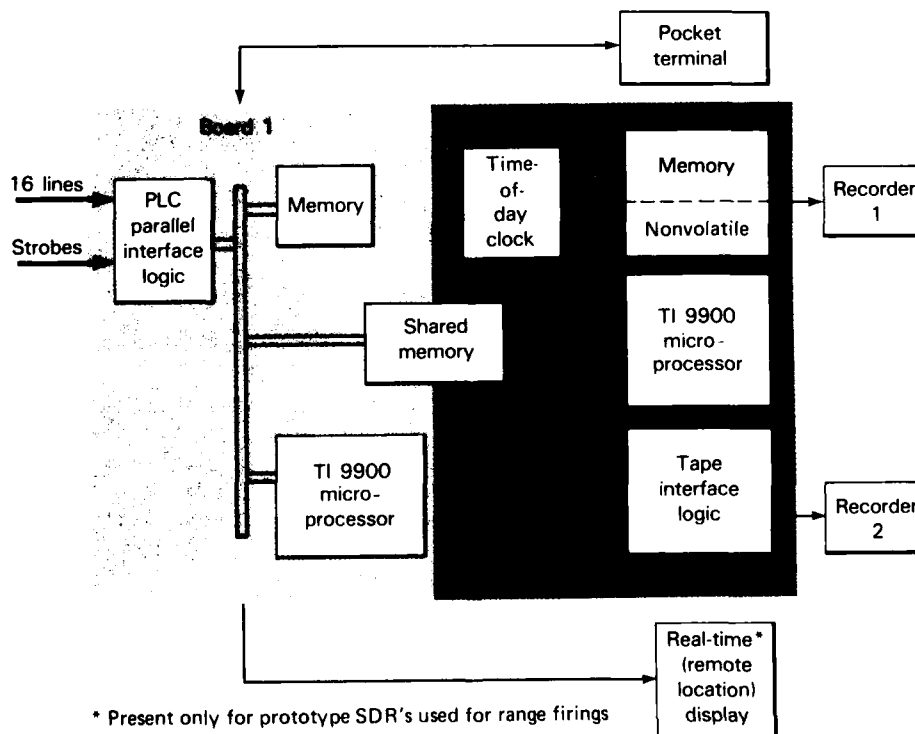 Pocket
terminal
Board 1
16 lines
Strobes
PLC
parallel
interface
logic
Memory
Time-
of-
day
clock
Memory
Nonvolatile
Recorder
1
Shared
memory
TI 9900
micro-
processor
TI 9900
micro-
processor
Tape
interface
logic
Recorder
2
Real-time*
(remote
location)
display
* Present only for prototype SDR's used for range firings